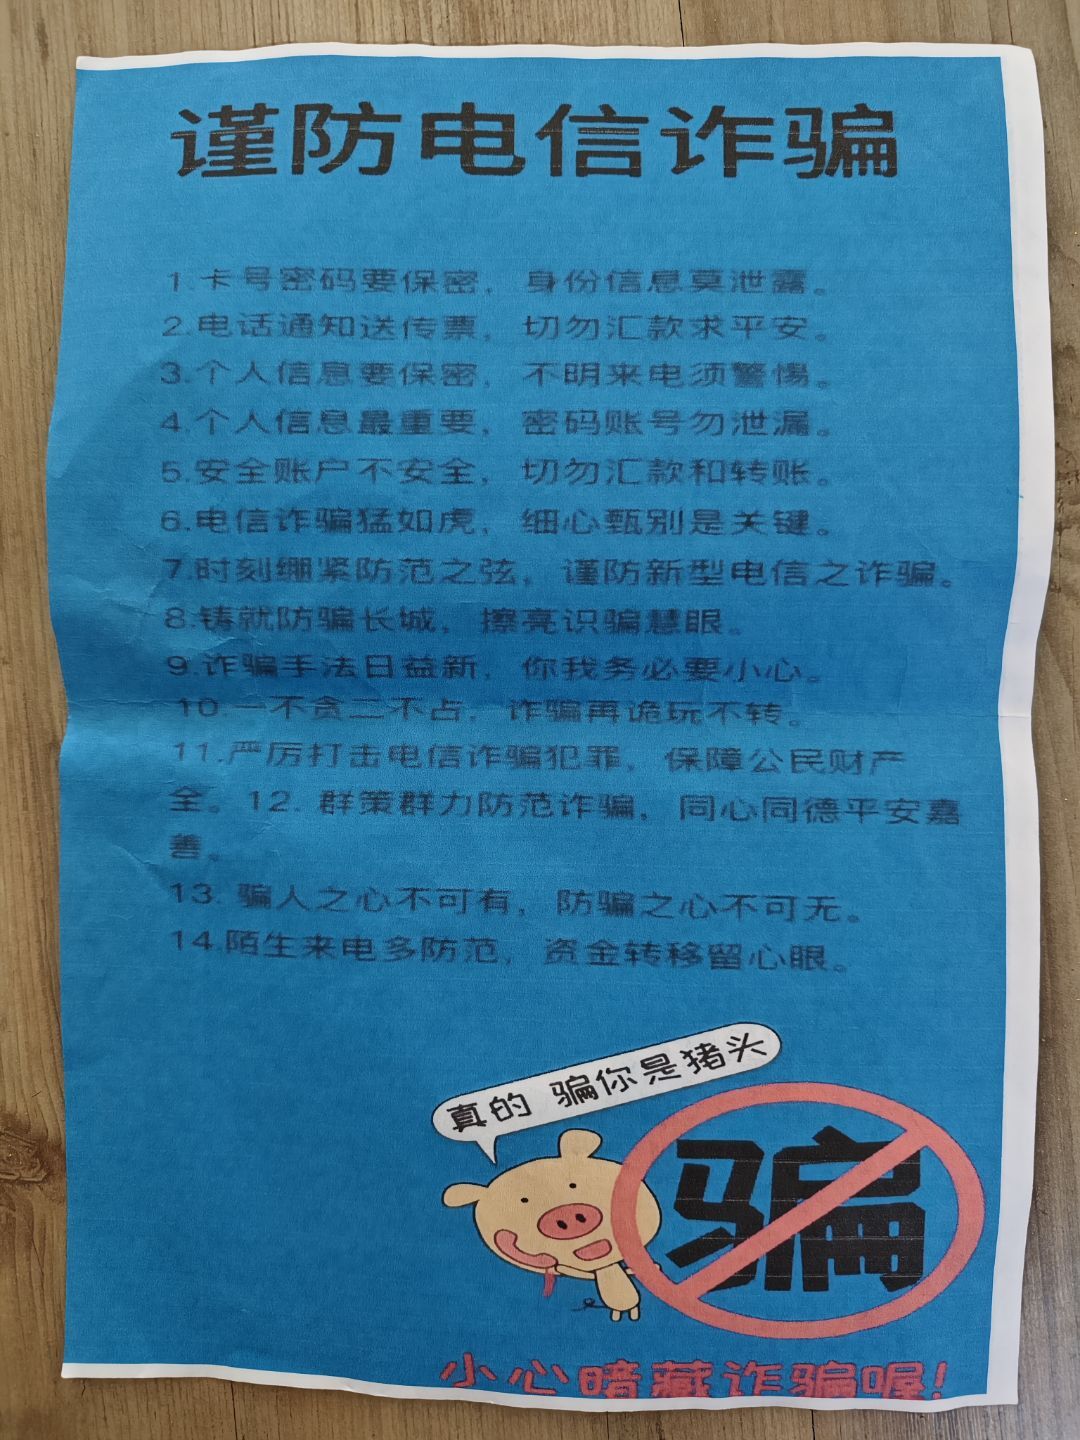 谨防电信诈骗
1.卡号密码要保密，身份信息莫泄露。
2.电话通知送传票，切勿汇款求平安。
3.个人信息要保密，不明来电须警惕。
4.个人信息最重要，密码账号勿泄漏。
5.安全账户不安全，切勿汇款和转账。
6.电信诈骗猛如虎，细心甄别是关键。
7.时刻绷紧防范之弦，谨防新型电信之诈骗。
8.铸就防骗长城，擦亮识骗慧眼。
9.诈骗手法日益新，你我务必要小心。
10.一不贪二不占，诈骗再诡玩不转。
11.严厉打击电信诈骗犯罪，保障公民财产
全。12. 群策群力防范诈骗，同心同德平安嘉
善。
13. 骗人之心不可有，防骗之心不可无。
14.陌生来电多防范，资金转移留心眼。
真的 骗你是猪头
骗
小心暗藏诈骗喔！